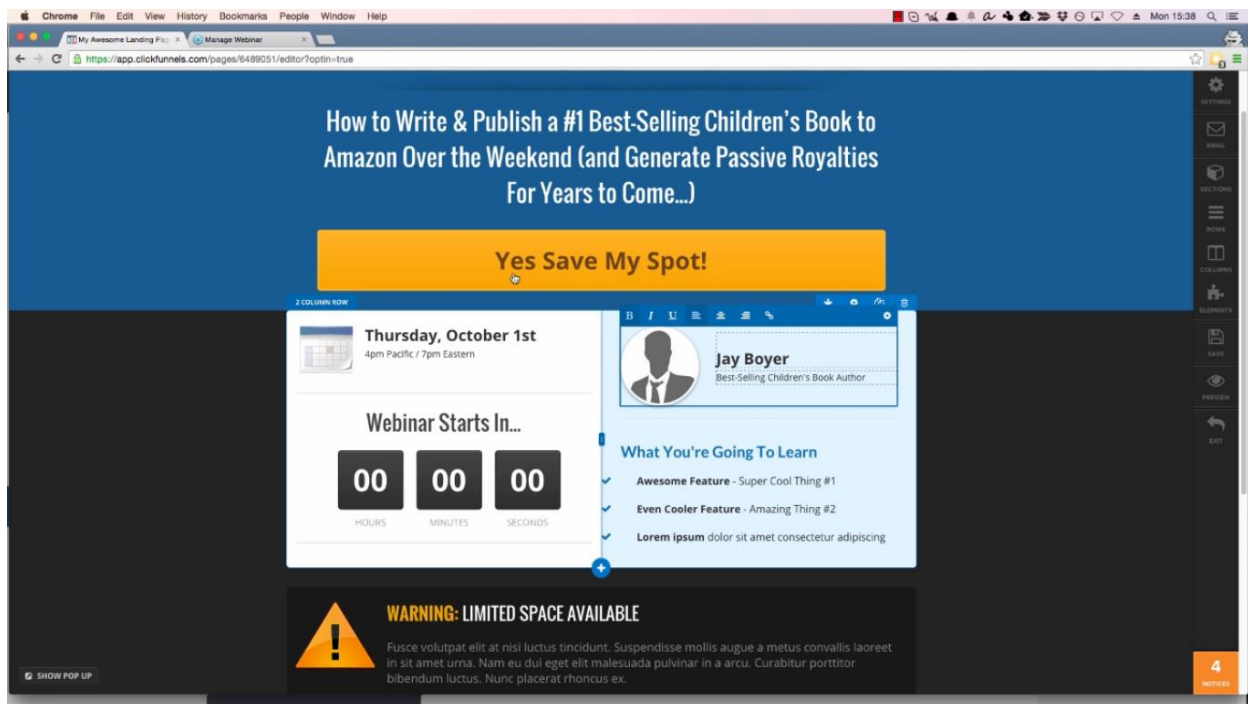 Chrome File Edit View History Bookmarks People Window Help
Mon 15:38
My Awesome Landing Pag
Manage Webinar
https://app.clickfunnels.com/pages/6489051/editor?optin=true
How to Write & Publish a #1 Best-Selling Children's Book to
Amazon Over the Weekend (and Generate Passive Royalties
For Years to Come...)
Yes Save My Spot!
2 COLUMN ROW
B I U
Thursday, October 1st
4pm Pacific / 7pm Eastern
Jay Boyer
Best-Selling Children's Book Author
Webinar Starts In...
00 00 00
HOURS MINUTES SECONDS
What You're Going To Learn
Awesome Feature - Super Cool Thing #1
Even Cooler Feature - Amazing Thing #2
Lorem ipsum dolor sit amet consectetur adipiscing
WARNING: LIMITED SPACE AVAILABLE
Fusce volutpat elit at nisi luctus tincidunt. Suspendisse mollis augue a metus convallis laoreet
in sit amet urna. Nam eu dui eget elit malesuada pulvinar in a arcu. Curabitur porttitor
bibendum luctus. Nunc placerat rhoncus ex.
SHOW POP UP
SETTINGS
EMAIL
SECTIONS
ROWS
COLUMNS
ELEMENTS
SAVE
PREVIEW
EXIT
4
NOTICES